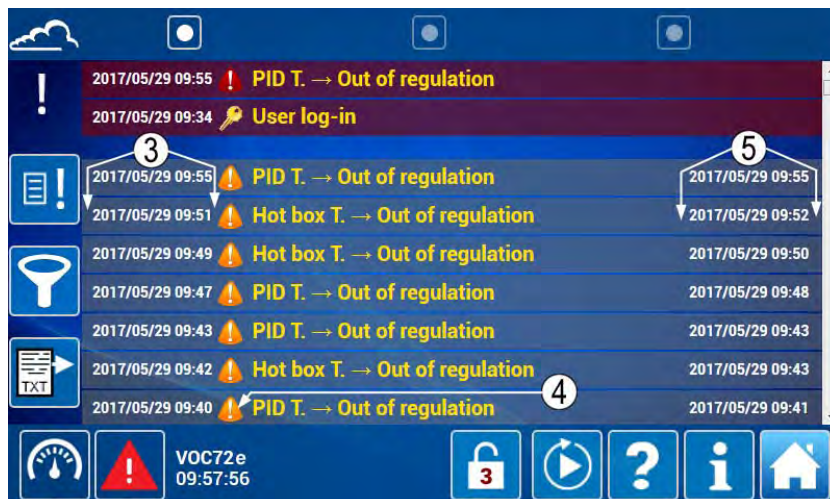 2017/05/29 09:55 ! PID T. → Out of regulation
2017/05/29 09:34 User log-in
3 5
2017/05/29 09:55 PID T. → Out of regulation 2017/05/29 09:55
2017/05/29 09:51 Hot box T. → Out of regulation 2017/05/29 09:52
2017/05/29 09:49 Hot box T. → Out of regulation 2017/05/29 09:50
2017/05/29 09:47 PID T. → Out of regulation 2017/05/29 09:48
2017/05/29 09:43 PID T. → Out of regulation 2017/05/29 09:43
2017/05/29 09:42 Hot box T. → Out of regulation 2017/05/29 09:43
TXT
4
2017/05/29 09:40 PID T. → Out of regulation 2017/05/29 09:41
VOC72e
09:57:56
3
? i